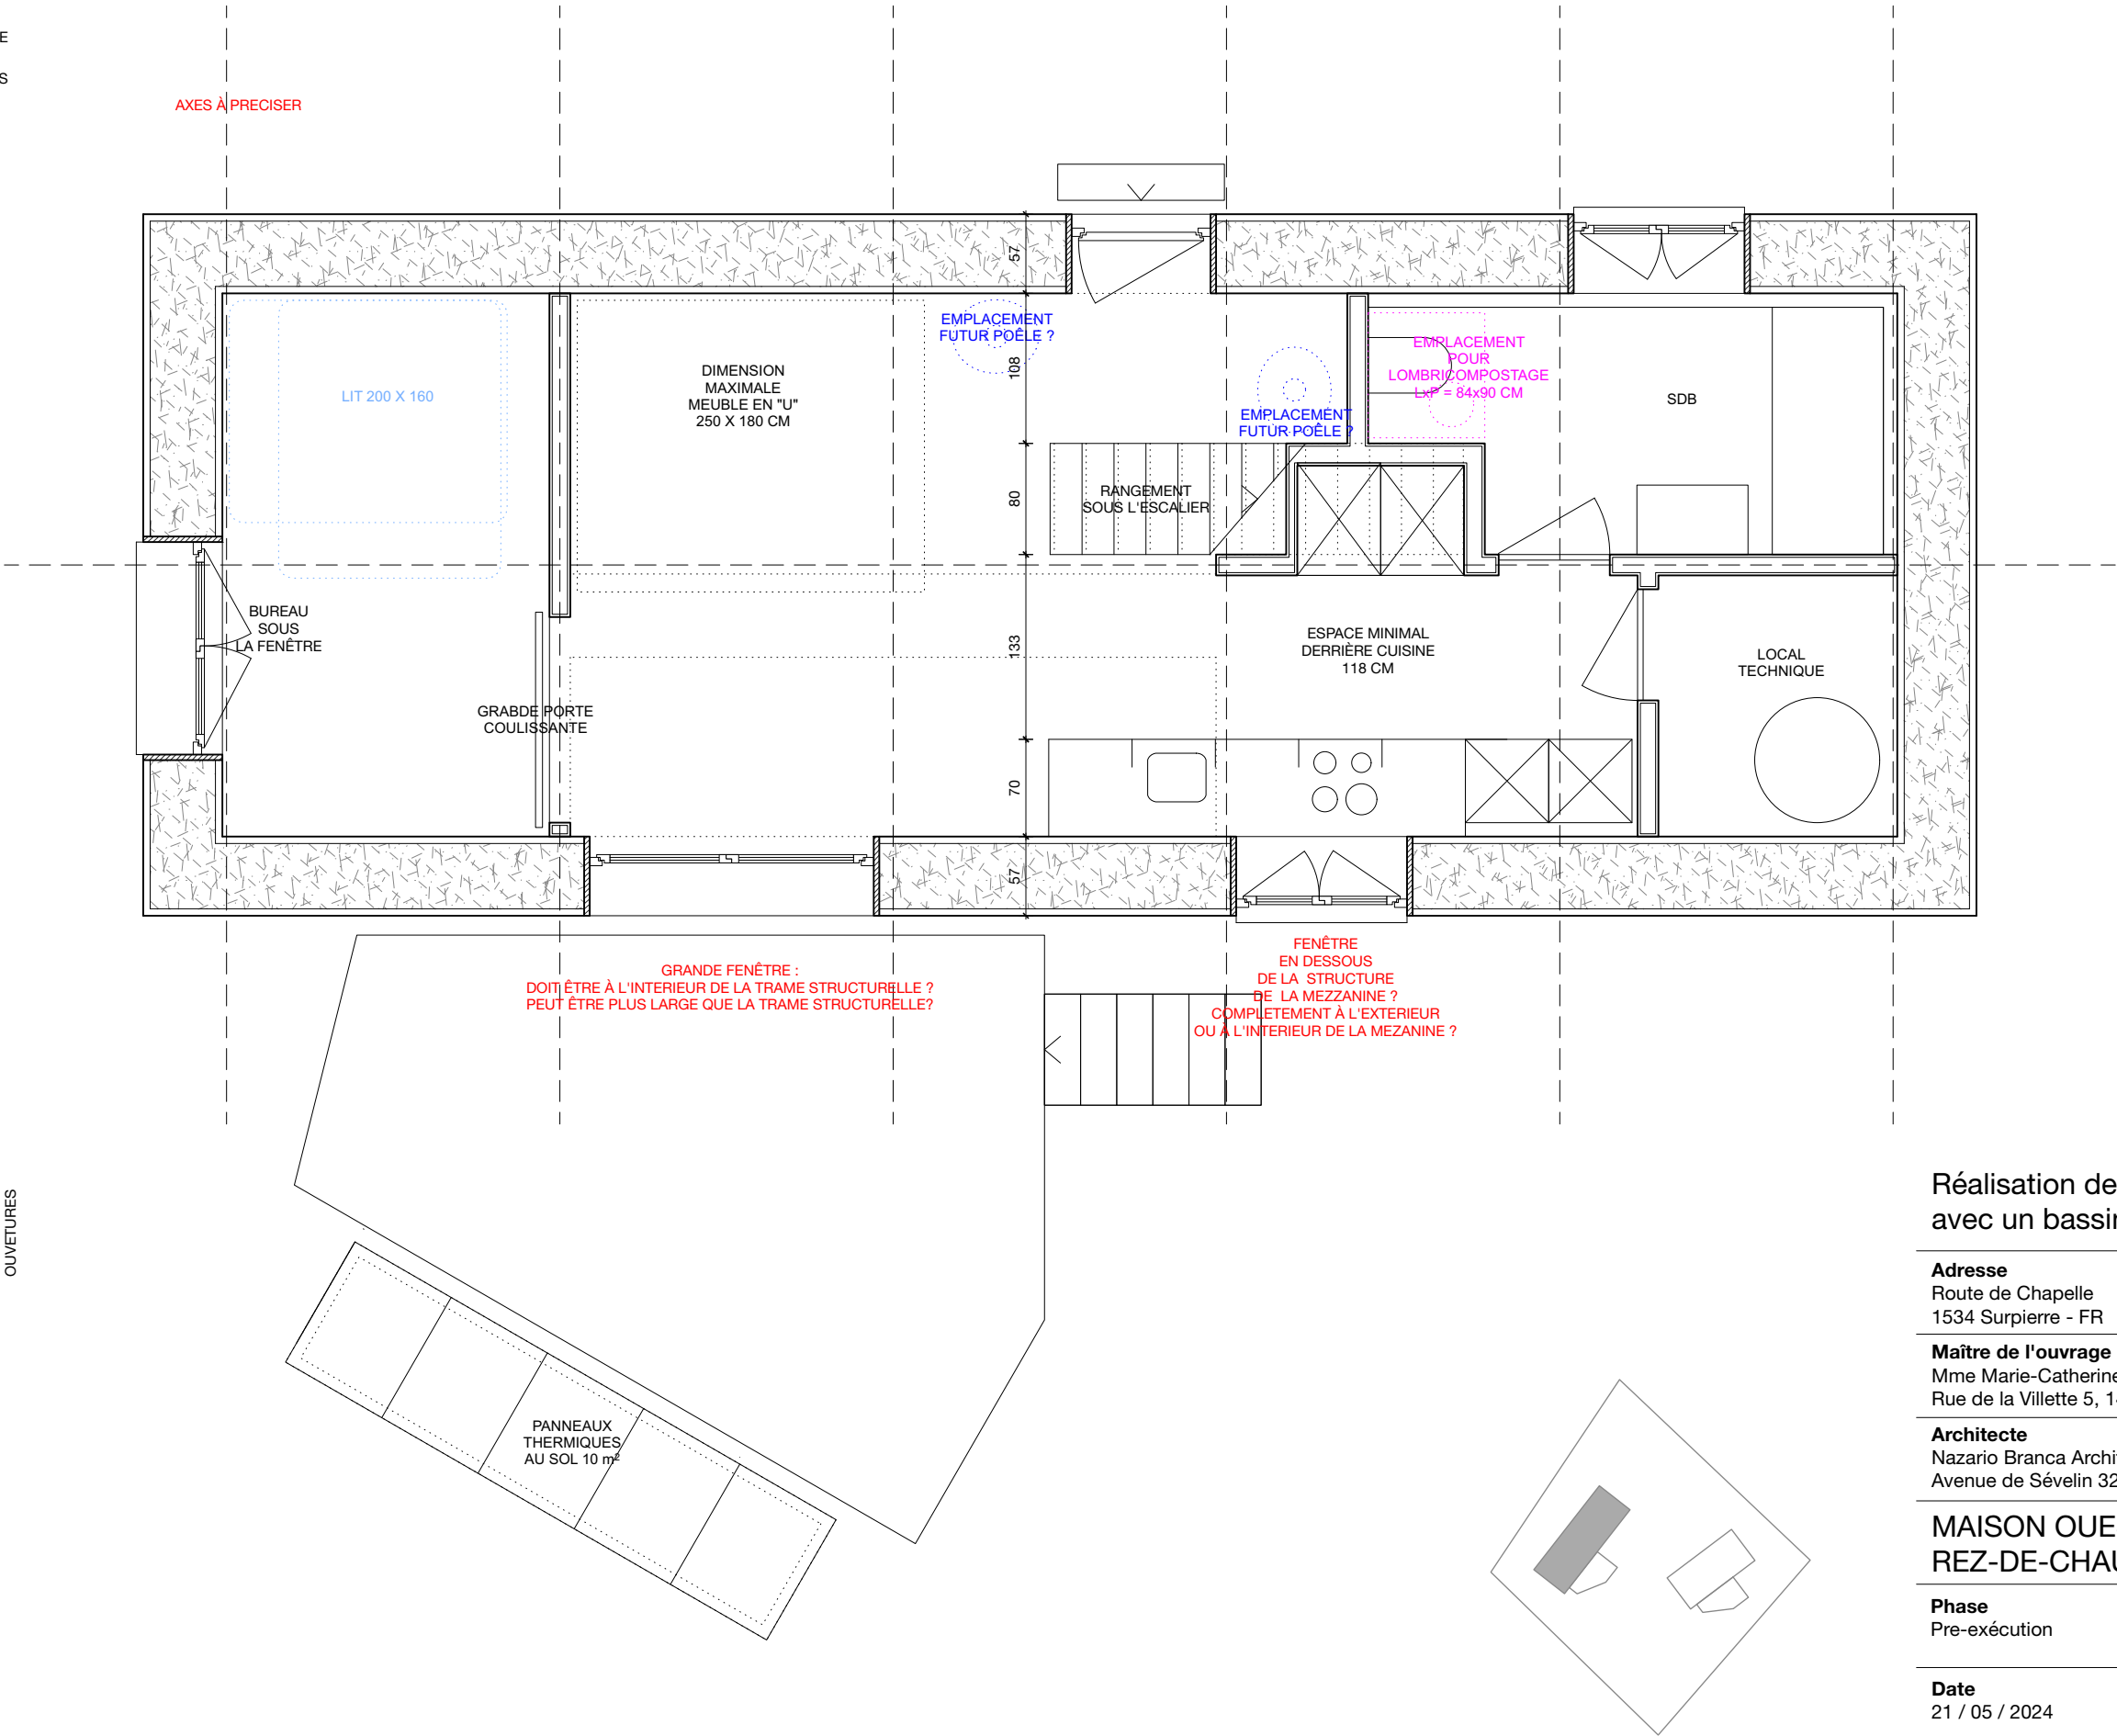 E
S
AXES À PRECISER
57
EMPLACEMENT
FUTUR POÊLE ?
108
DIMENSION
MAXIMALE
MEUBLE EN "U"
250 X 180 CM
LIT 200 X 160
EMPLACEMENT
POUR
LOMBRICOMPOSTAGE
LxP = 84x90 CM
SDB
EMPLACEMENT
FUTUR POÊLE ?
80
RANGEMENT
SOUS L'ESCALIER
BUREAU
SOUS
LA FENÊTRE
133
ESPACE MINIMAL
DERRIÈRE CUISINE
118 CM
LOCAL
TECHNIQUE
GRABDE PORTE
COULISSANTE
70
57
GRANDE FENÊTRE :
DOIT ÊTRE À L'INTERIEUR DE LA TRAME STRUCTURELLE ?
PEUT ÊTRE PLUS LARGE QUE LA TRAME STRUCTURELLE?
FENÊTRE
EN DESSOUS
DE LA STRUCTURE
DE LA MEZZANINE ?
COMPLETEMENT À L'EXTERIEUR
OU À L'INTERIEUR DE LA MEZANINE ?
OUVETURES
PANNEAUX
THERMIQUES
AU SOL 10 m²
Réalisation de
avec un bassin
Adresse
Route de Chapelle
1534 Surpierre - FR
Maître de l'ouvrage
Mme Marie-Catherine
Rue de la Villette 5, 1
Architecte
Nazario Branca Archi
Avenue de Sévelin 32
MAISON OUE
REZ-DE-CHAU
Phase
Pre-exécution
Date
21 / 05 / 2024